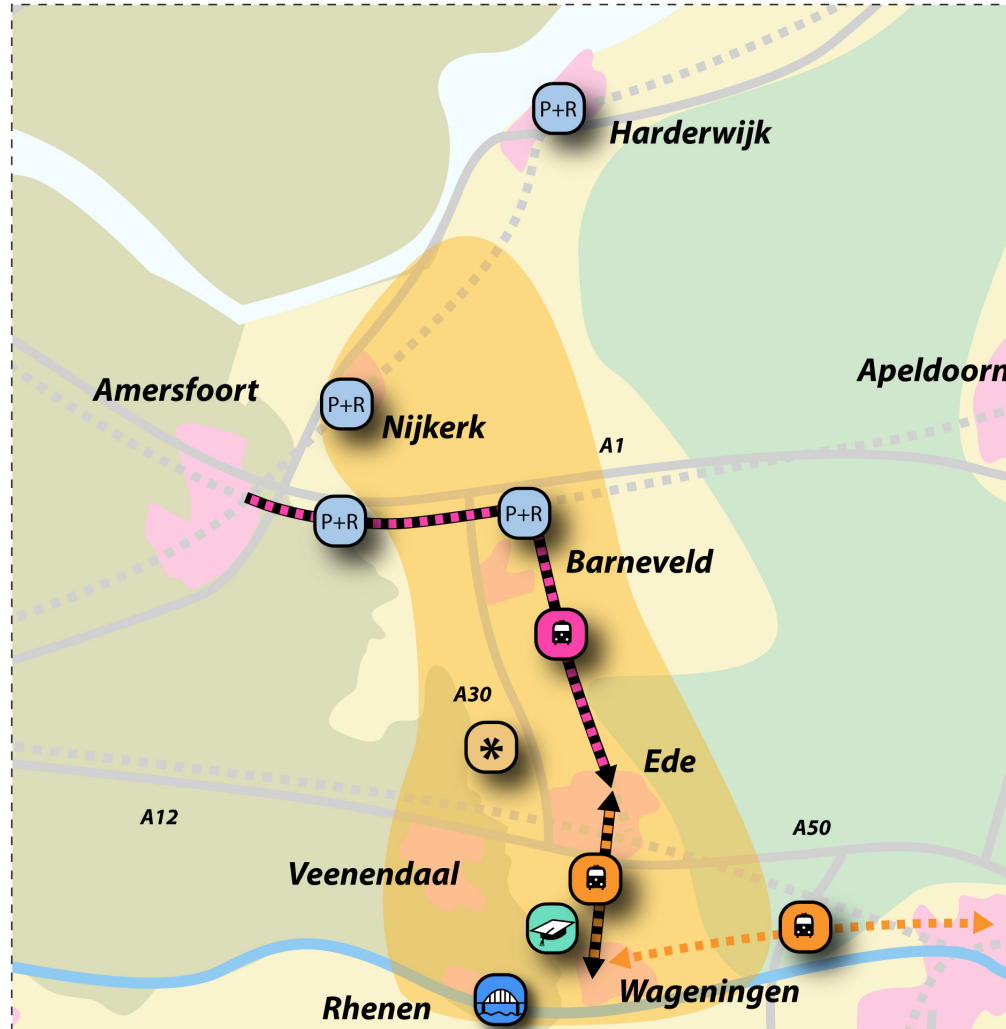 P+R
Harderwijk
Apeldoorn
Amersfoort
P+R
Nijkerk
A1
P+R
P+R
Barneveld
A30
*
Ede
A12
A50
Veenendaal
Wageningen
Rhenen